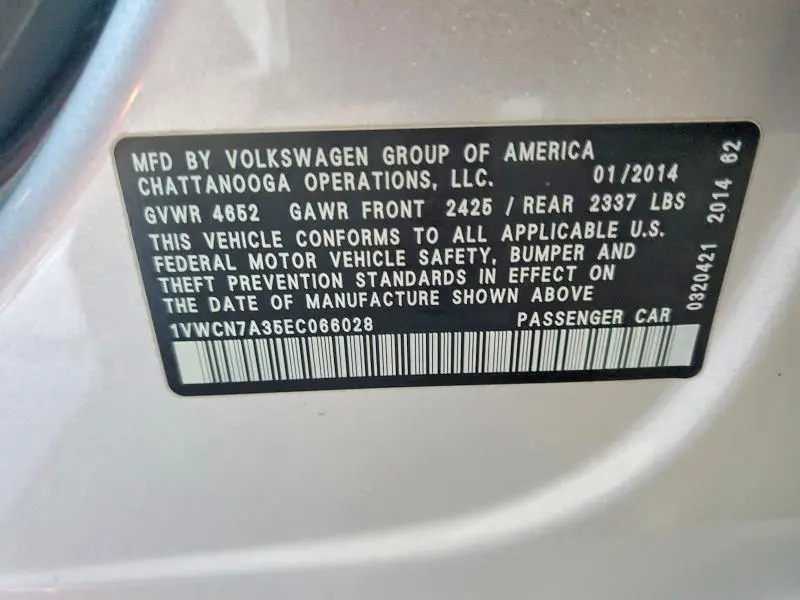 MFD BY VOLKSWAGEN GROUP OF AMERICA
CHATTANOOGA OPERATIONS, LLC. 01/2014
GVWR 4652 GAWR FRONT 2425 / REAR 2337 LBS
THIS VEHICLE CONFORMS TO ALL APPLICABLE U.S.
FEDERAL MOTOR VEHICLE SAFETY, BUMPER AND
THEFT PREVENTION STANDARDS IN EFFECT ON
THE DATE OF MANUFACTURE SHOWN ABOVE
1VWCN7A35EC066028 PASSENGER CAR
0320421 2014 62